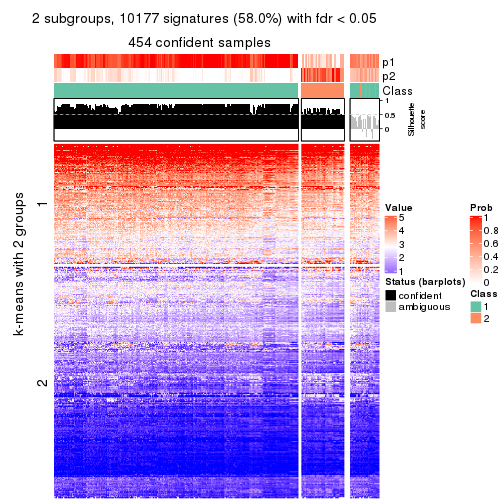 2 subgroups, 10177 signatures (58.0%) with fdr < 0.05
454 confident samples
p1
p2
Class
1
0.5
0
Silhouette
score
k-means with 2 groups
1
2
Value
5
4
3
2
1
Status (barplots)
confident
ambiguous
Prob
1
0.8
0.6
0.4
0.2
0
Class
1
2